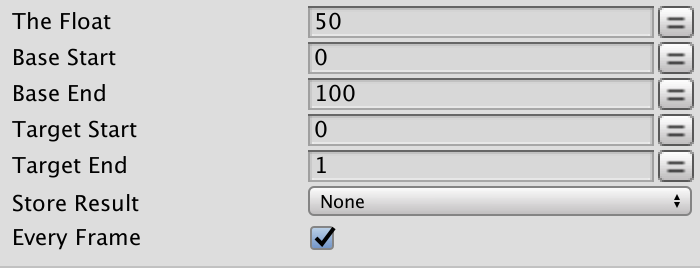 The Float 50
Base Start 0
Base End 100
Target Start 0
Target End 1
Store Result None
Every Frame